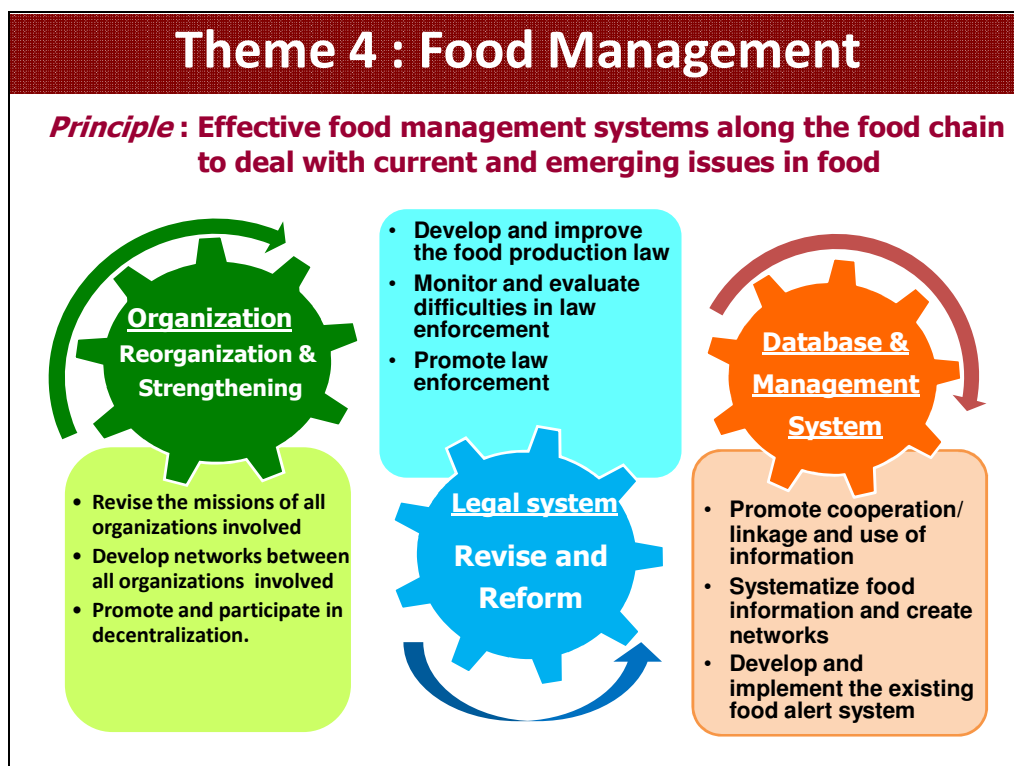 Theme 4 : Food Management
Principle : Effective food management systems along the food chain
to deal with current and emerging issues in food
Organization
Reorganization &
Strengthening
• Revise the missions of all
organizations involved
• Develop networks between
all organizations involved
• Promote and participate in
decentralization.
• Develop and improve
the food production law
• Monitor and evaluate
difficulties in law
enforcement
• Promote law
enforcement
Legal system
Revise and
Reform
Database &
Management
System
• Promote cooperation/
linkage and use of
information
• Systematize food
information and create
networks
• Develop and
implement the existing
food alert system